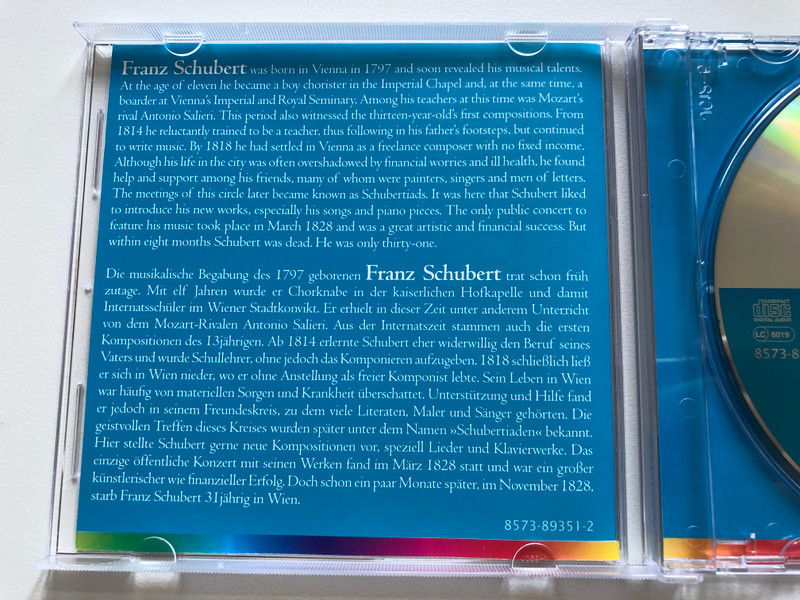 Franz Schubert was born in Vienna in 1797 and soon revealed his musical talents.
At the age of eleven he became a boy chorister in the Imperial Chapel and, at the same time, a
boarder at Vienna's Imperial and Royal Seminary. Among his teachers at this time was Mozart's
rival Antonio Salieri. This period also witnessed the thirteen-year-old's first compositions. From
1814 he reluctantly trained to be a teacher, thus following in his father's footsteps, but continued
to write music. By 1818 he had settled in Vienna as a freelance composer with no fixed income.
Although his life in the city was often overshadowed by financial worries and ill health, he found
help and support among his friends, many of whom were painters, singers and men of letters.
The meetings of this circle later became known as Schubertiads. It was here that Schubert liked
to introduce his new works, especially his songs and piano pieces. The only public concert to
feature his music took place in March 1828 and was a great artistic and financial success. But
within eight months Schubert was dead. He was only thirty-one.
Die musikalische Begabung des 1797 geborenen Franz Schubert trat schon früh
zutage. Mit elf Jahren wurde er Chorknabe in der kaiserlichen Hofkapelle und damit
Internatsschüler im Wiener Stadtkonvikt. Er erhielt in dieser Zeit unter anderem Unterricht
von dem Mozart-Rivalen Antonio Salieri. Aus der Internatszeit stammen auch die ersten
Kompositionen des 13jährigen. Ab 1814 erlernte Schubert eher widerwillig den Beruf seines
Vaters und wurde Schullehrer, ohne jedoch das Komponieren aufzugeben. 1818 schließlich ließ
er sich in Wien nieder, wo er ohne Anstellung als freier Komponist lebte. Sein Leben in Wien
war häufig von materiellen Sorgen und Krankheit überschattet. Unterstützung und Hilfe fand
er jedoch in seinem Freundeskreis, zu dem viele Literaten, Maler und Sänger gehörten. Die
geistvollen Treffen dieses Kreises wurden später unter dem Namen »Schubertiaden« bekannt.
Hier stellte Schubert gerne neue Kompositionen vor, speziell Lieder und Klavierwerke. Das
einzige öffentliche Konzert mit seinen Werken fand im März 1828 statt und war ein großer
künstlerischer wie finanzieller Erfolg. Doch schon ein paar Monate später, im November 1828,
starb Franz Schubert 31jährig in Wien.
8573-89351-2
COMPACT
disc
DIGITAL AUDIO
LC 6019
8573-8